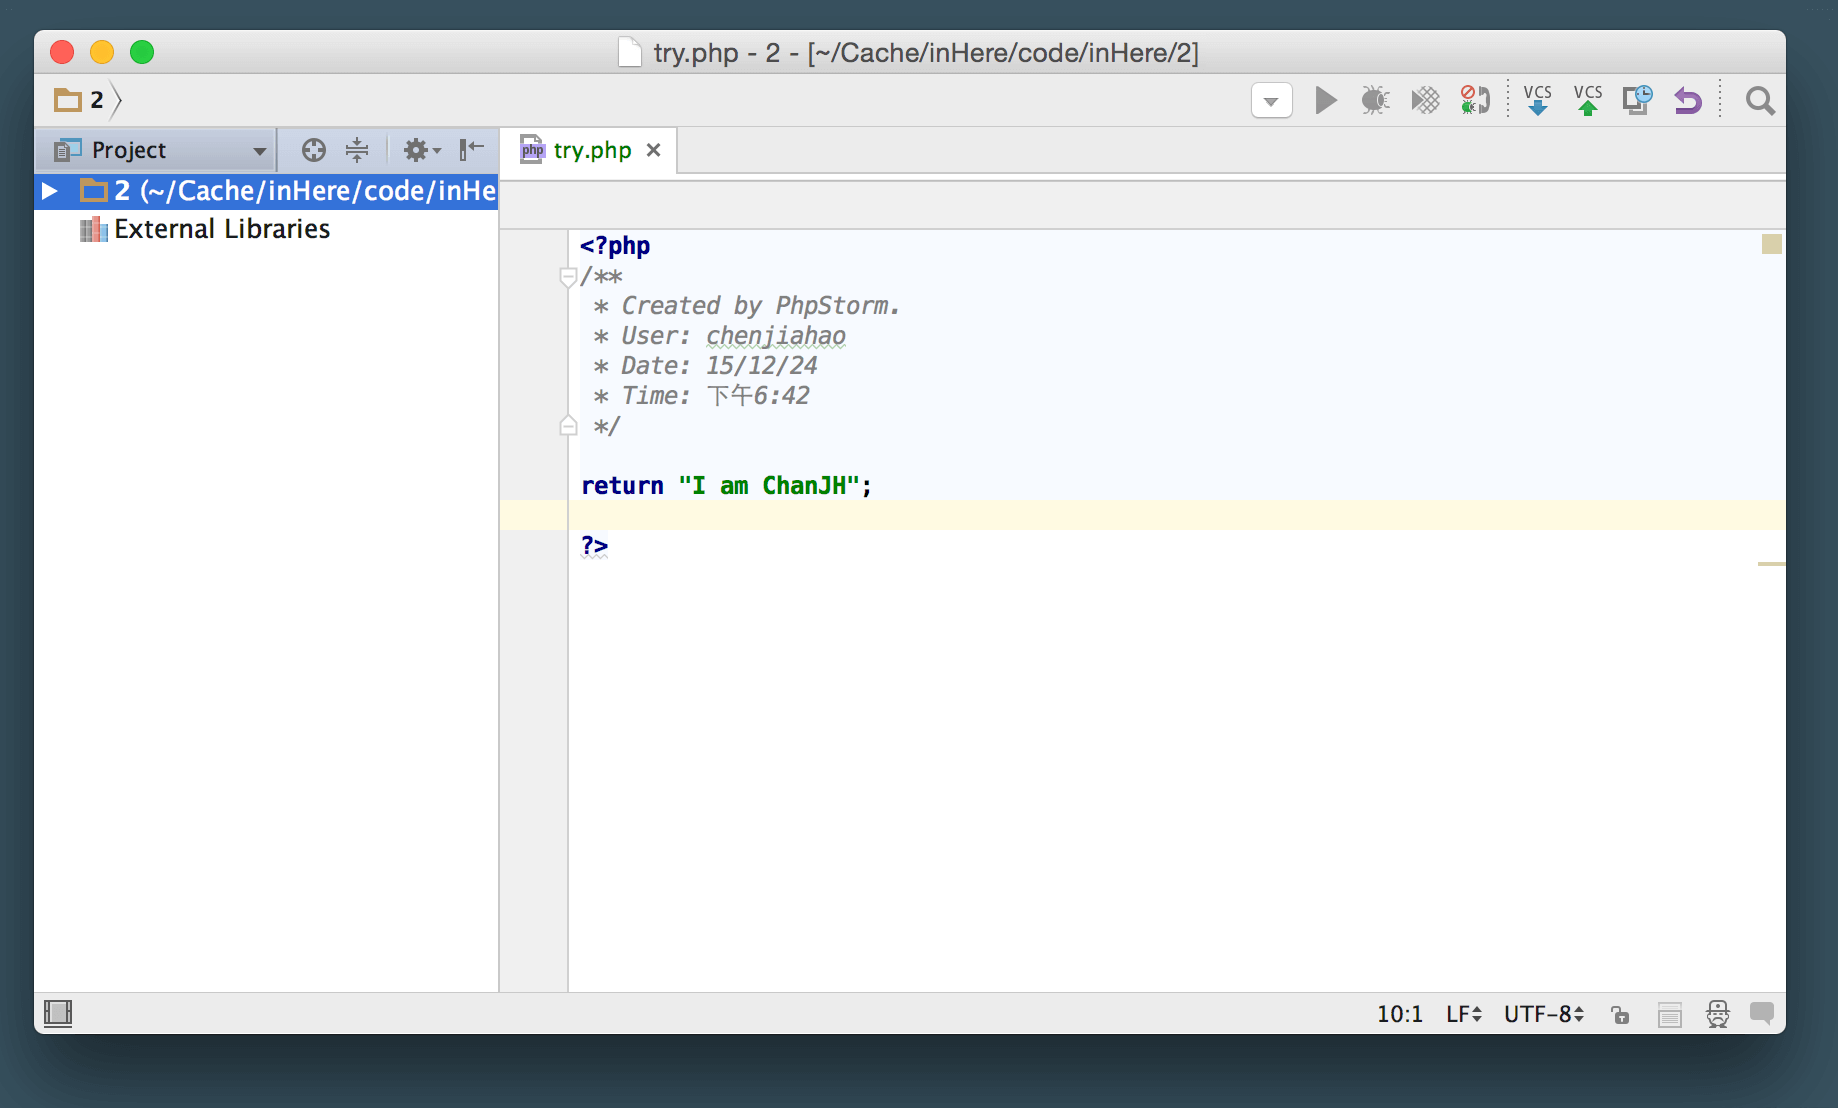 try.php - 2 - [~/Cache/inHere/code/inHere/2]
2
VCS VCS
Project
php try.php
2 (~/Cache/inHere/code/inHe
External Libraries
<?php
/**
* Created by PhpStorm.
* User: chenjiahao
* Date: 15/12/24
* Time: 下午6:42
*/
return "I am ChanJH";
?>
10:1 LF UTF-8